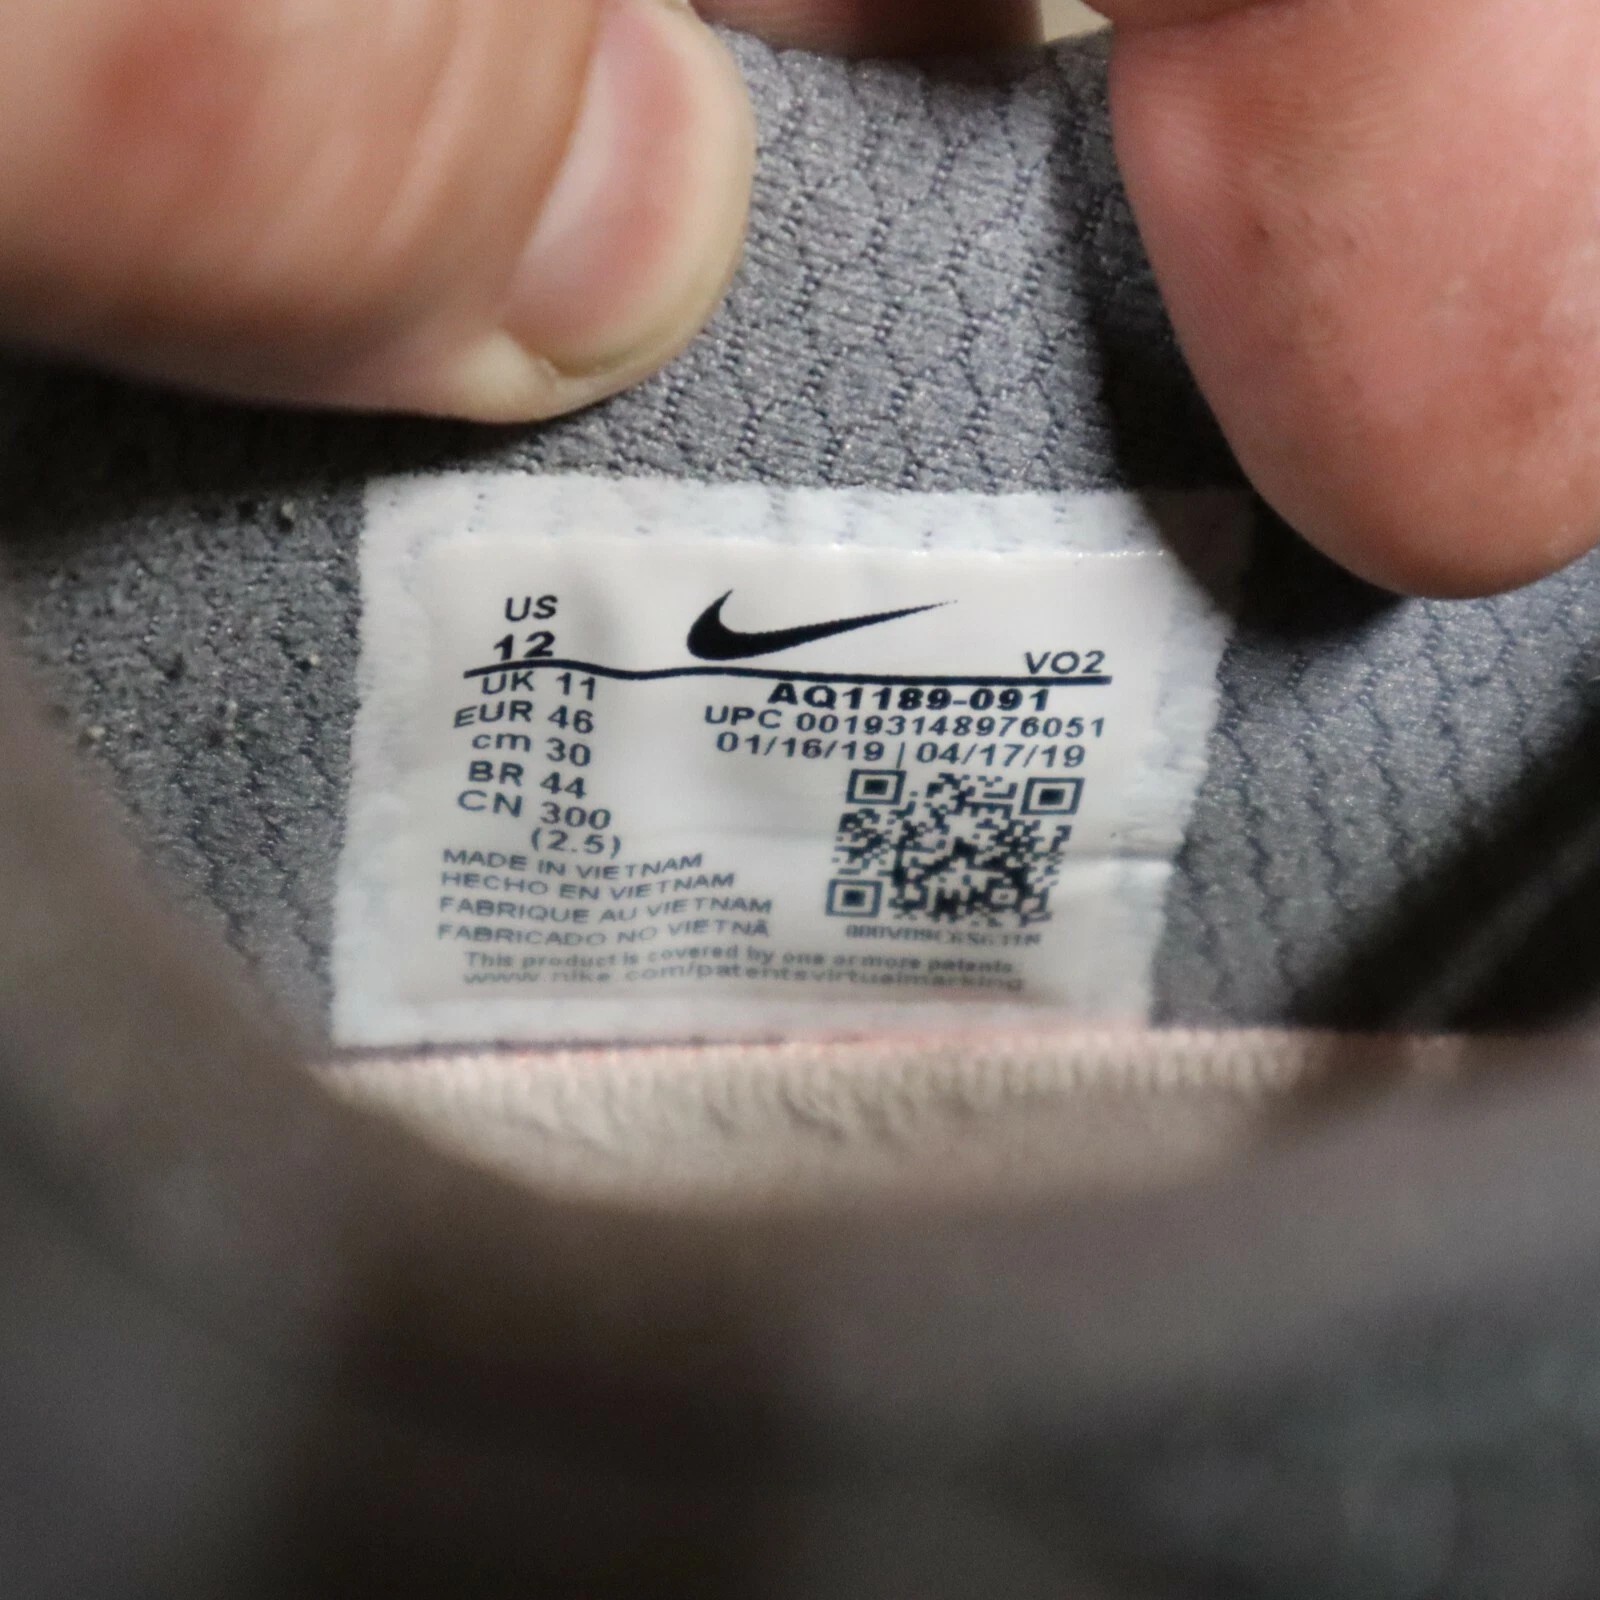 US
12
VO2
UK 11
AQ1189-091
EUR 46
UPC 00193148976051
cm 30
01/16/19 | 04/17/19
BR 44
CN 300
(2.5)
MADE IN VIETNAM
HECHO EN VIETNAM
FABRIQUE AU VIETNAM
FABRICADO NO VIETNÃ
This product is covered by one or more patents.
www.nike.com/patentsvirtualmarking